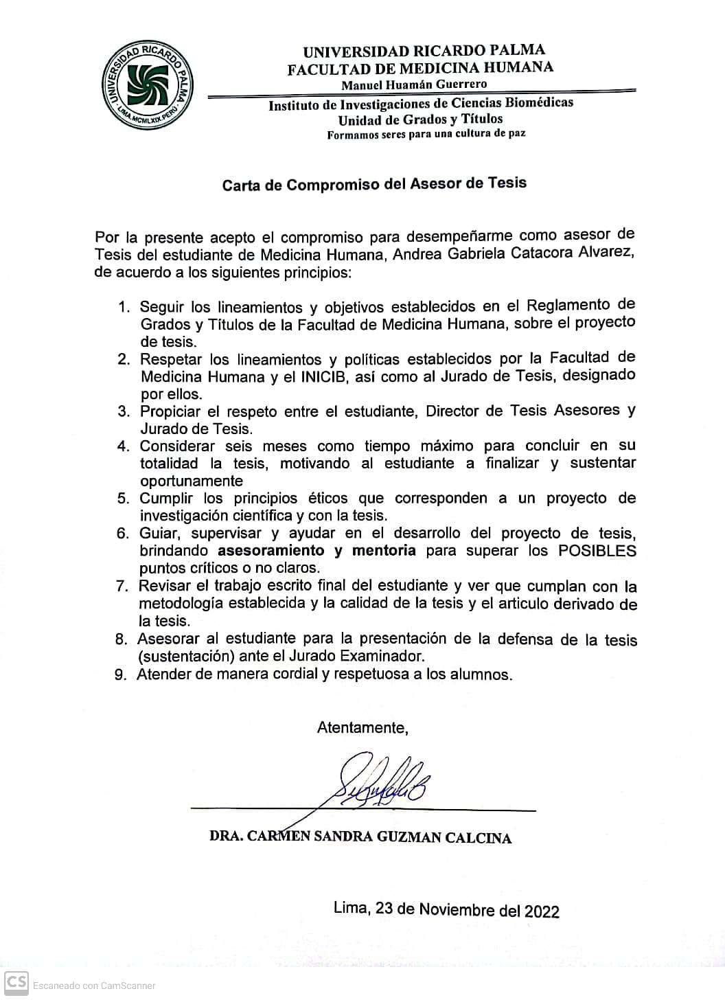 UNIVERSIDAD RICARDO PALMA
LIMA. MCMLXIX. PERÚ
UNIVERSIDAD RICARDO PALMA
FACULTAD DE MEDICINA HUMANA
Manuel Huamán Guerrero
Instituto de Investigaciones de Ciencias Biomédicas
Unidad de Grados y Títulos
Formamos seres para una cultura de paz
Carta de Compromiso del Asesor de Tesis
Por la presente acepto el compromiso para desempeñarme como asesor de
Tesis del estudiante de Medicina Humana, Andrea Gabriela Catacora Alvarez,
de acuerdo a los siguientes principios:
1. Seguir los lineamientos y objetivos establecidos en el Reglamento de
Grados y Títulos de la Facultad de Medicina Humana, sobre el proyecto
de tesis.
2. Respetar los lineamientos y políticas establecidos por la Facultad de
Medicina Humana y el INICIB, así como al Jurado de Tesis, designado
por ellos.
3. Propiciar el respeto entre el estudiante, Director de Tesis Asesores y
Jurado de Tesis.
4. Considerar seis meses como tiempo máximo para concluir en su
totalidad la tesis, motivando al estudiante a finalizar y sustentar
oportunamente
5. Cumplir los principios éticos que corresponden a un proyecto de
investigación científica y con la tesis.
6. Guiar, supervisar y ayudar en el desarrollo del proyecto de tesis,
brindando asesoramiento y mentoria para superar los POSIBLES
puntos críticos o no claros.
7. Revisar el trabajo escrito final del estudiante y ver que cumplan con la
metodología establecida y la calidad de la tesis y el articulo derivado de
la tesis.
8. Asesorar al estudiante para la presentación de la defensa de la tesis
(sustentación) ante el Jurado Examinador.
9. Atender de manera cordial y respetuosa a los alumnos.
Atentamente,
DRA. CARMEN SANDRA GUZMAN CALCINA
Lima, 23 de Noviembre del 2022
CS Escaneado con CamScanner